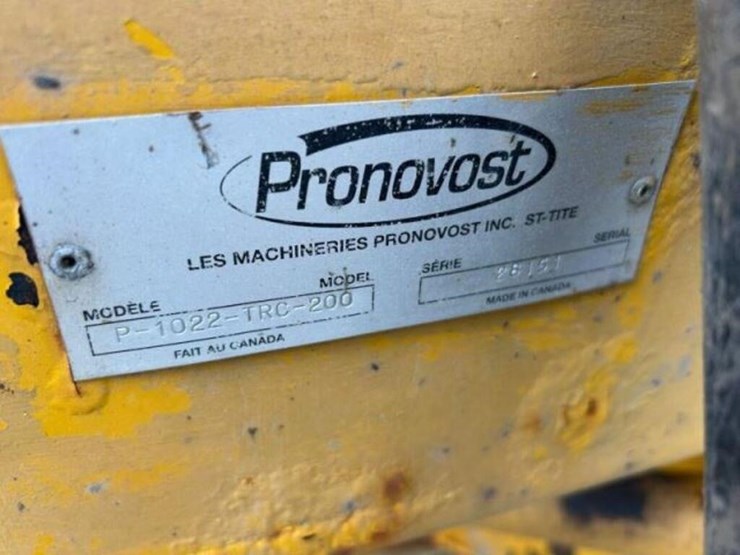 Pronovost
LES MACHINERIES PRONOVOST INC. ST-TITE
MODÈLE MODEL
P-1022-TRC-200
FAIT AU CANADA
SÉRIE SERIAL
26151
MADE IN CANADA